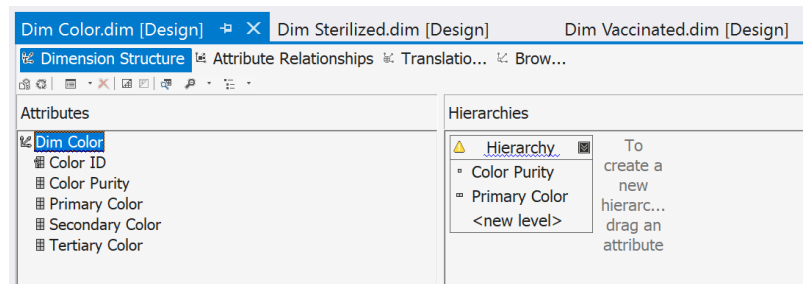 Dim Color.dim [Design] Dim Sterilized.dim [Design] Dim Vaccinated.dim [Design]
Dimension Structure Attribute Relationships Translatio... Brow...
Attributes
Dim Color
Color ID
Color Purity
Primary Color
Secondary Color
Tertiary Color
Hierarchies
Hierarchy
Color Purity
Primary Color
<new level>
To
create a
new
hierarc...
drag an
attribute